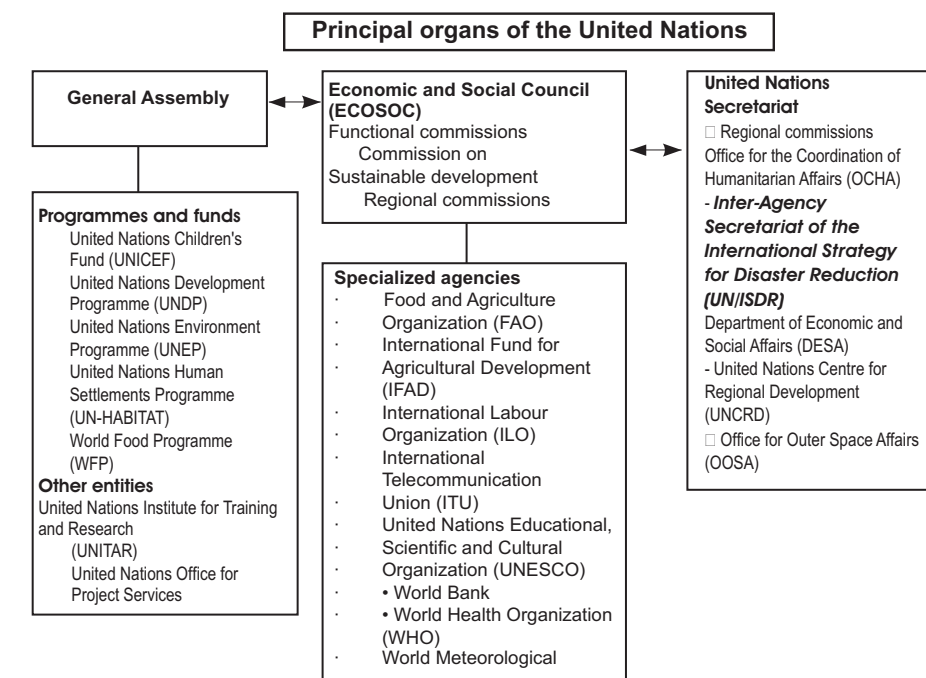 Principal organs of the United Nations
General Assembly
Programmes and funds
United Nations Children's
Fund (UNICEF)
United Nations Development
Programme (UNDP)
United Nations Environment
Programme (UNEP)
United Nations Human
Settlements Programme
(UN-HABITAT)
World Food Programme
(WFP)
Other entities
United Nations Institute for Training
and Research
(UNITAR)
United Nations Office for
Project Services
Economic and Social Council
(ECOSOC)
Functional commissions
Commission on
Sustainable development
Regional commissions
Specialized agencies
· Food and Agriculture
· Organization (FAO)
· International Fund for
· Agricultural Development
(IFAD)
· International Labour
· Organization (ILO)
· International
Telecommunication
· Union (ITU)
· United Nations Educational,
· Scientific and Cultural
· Organization (UNESCO)
· • World Bank
· • World Health Organization
(WHO)
· World Meteorological
United Nations
Secretariat
□ Regional commissions
Office for the Coordination of
Humanitarian Affairs (OCHA)
- Inter-Agency
Secretariat of the
International Strategy
for Disaster Reduction
(UN/ISDR)
Department of Economic and
Social Affairs (DESA)
- United Nations Centre for
Regional Development
(UNCRD)
□ Office for Outer Space Affairs
(OOSA)